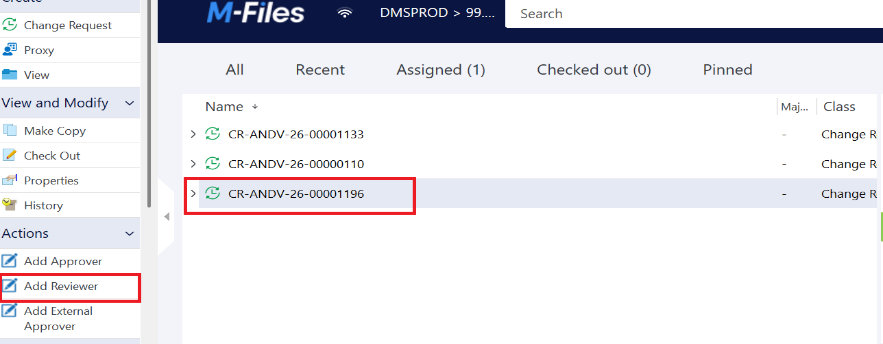 Change Request
Proxy
View
View and Modify
Make Copy
Check Out
Properties
History
Actions
Add Approver
Add Reviewer
Add External
Approver
M-Files
DMSPROD > 99....
Search
All
Recent
Assigned (1)
Checked out (0)
Pinned
Name
Maj...
Class
CR-ANDV-26-00001133
-
Change R
CR-ANDV-26-00000110
-
Change R
CR-ANDV-26-00001196
-
Change R